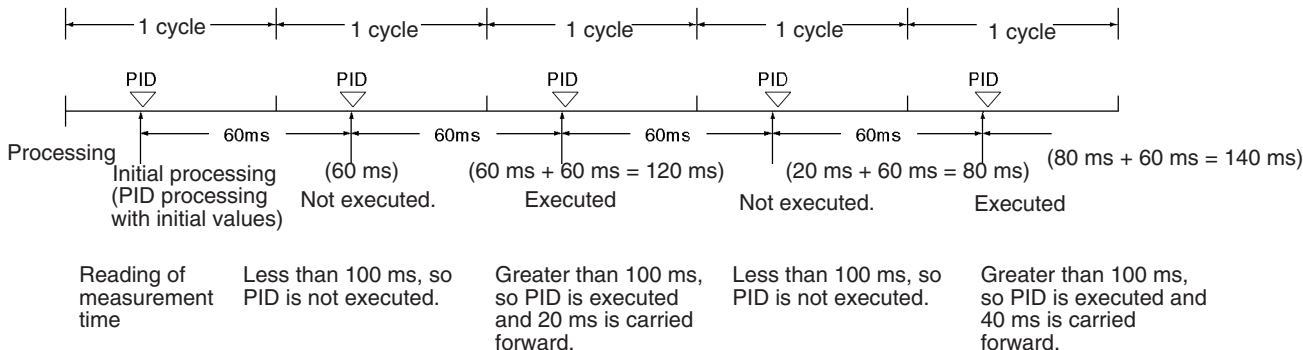 1 cycle 1 cycle 1 cycle 1 cycle 1 cycle
PID PID PID PID PID
60ms 60ms 60ms 60ms
Processing
Initial processing
(PID processing
with initial values)
(60 ms)
Not executed.
(60 ms + 60 ms = 120 ms)
Executed
(20 ms + 60 ms = 80 ms)
Not executed.
(80 ms + 60 ms = 140 ms)
Executed
Reading of
measurement
time
Less than 100 ms, so
PID is not executed.
Greater than 100 ms,
so PID is executed
and 20 ms is carried
forward.
Less than 100 ms, so
PID is not executed.
Greater than 100 ms,
so PID is executed and
40 ms is carried
forward.